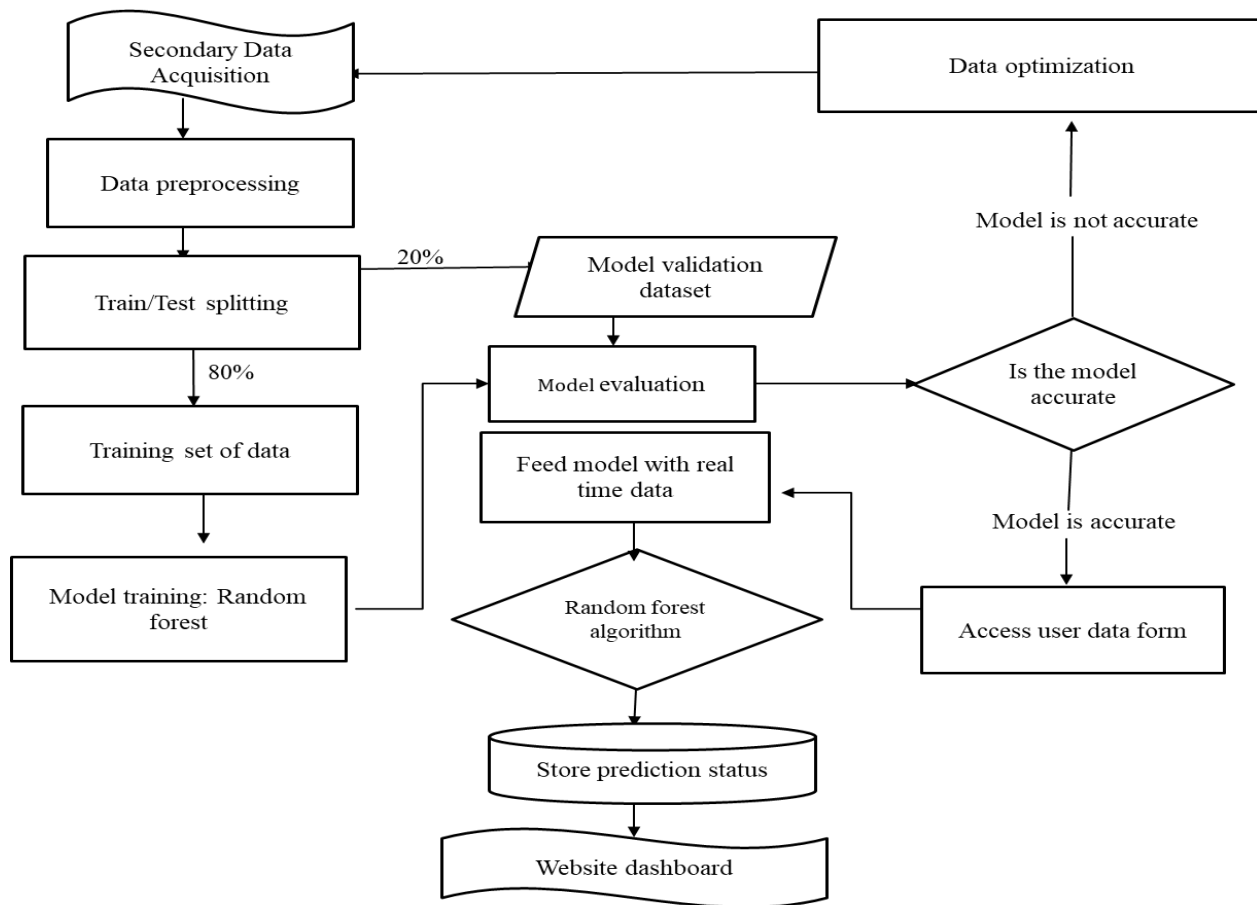 Secondary Data
Acquisition
Data optimization
Data preprocessing
Model is not accurate
20%
Model validation
dataset
Train/Test splitting
80%
Model evaluation
Is the model
accurate
Training set of data
Feed model with real
time data
Model is accurate
Model training: Random
forest
Random forest
algorithm
Access user data form
Store prediction status
Website dashboard